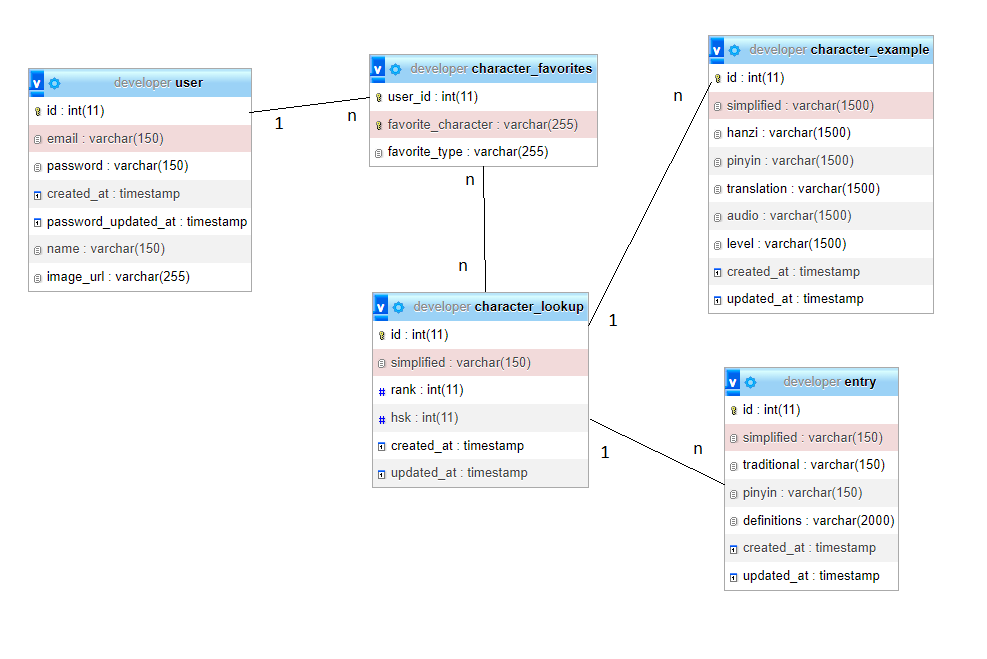 developer user
id : int(11)
email : varchar(150)
password : varchar(150)
created_at : timestamp
password_updated_at : timestamp
name : varchar(150)
image_url : varchar(255)
1
n
developer character_favorites
user_id : int(11)
favorite_character : varchar(255)
favorite_type : varchar(255)
n
n
developer character_lookup
id : int(11)
simplified : varchar(150)
rank : int(11)
hsk : int(11)
created_at : timestamp
updated_at : timestamp
n
1
developer character_example
id : int(11)
simplified : varchar(1500)
hanzi : varchar(1500)
pinyin : varchar(1500)
translation : varchar(1500)
audio : varchar(1500)
level : varchar(1500)
created_at : timestamp
updated_at : timestamp
1
n
developer entry
id : int(11)
simplified : varchar(150)
traditional : varchar(150)
pinyin : varchar(150)
definitions : varchar(2000)
created_at : timestamp
updated_at : timestamp